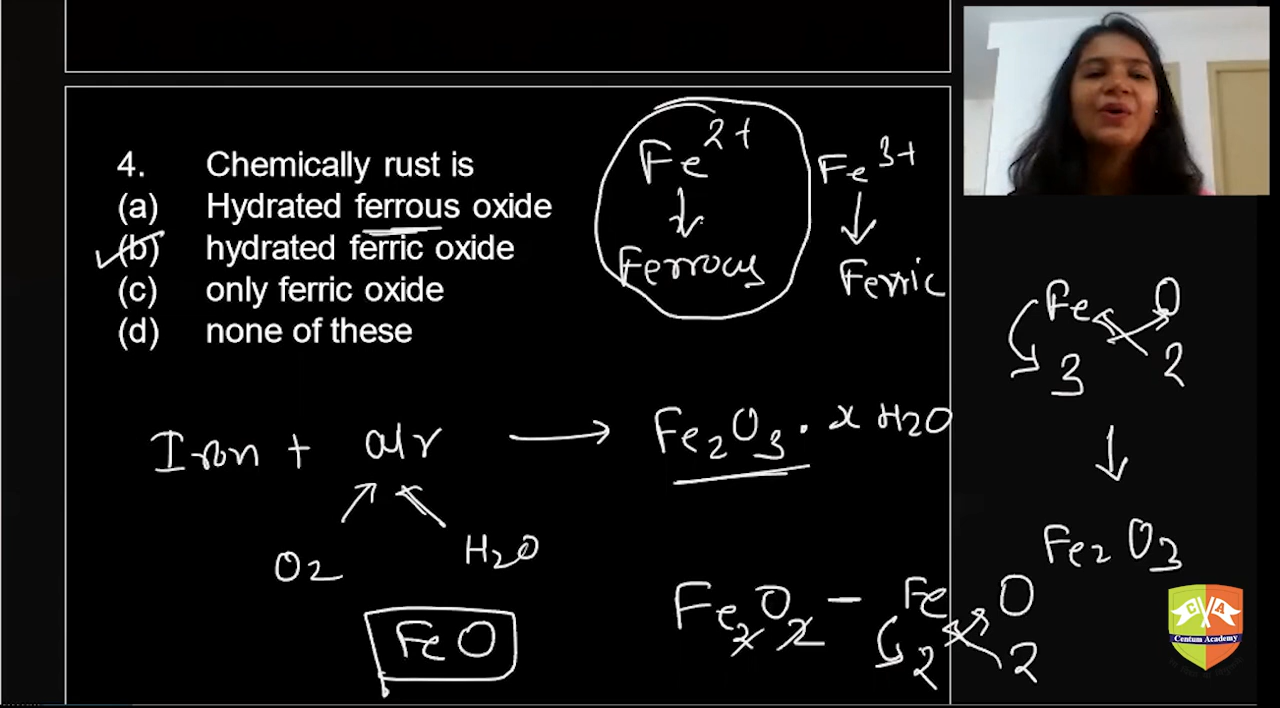 4. Chemically rust is
(a) Hydrated ferrous oxide
(b) hydrated ferric oxide
(c) only ferric oxide
(d) none of these
Fe²⁺ Fe³⁺
↓ ↓
Ferrous Ferric
Iron + air → Fe₂O₃ . x H₂O
O₂ H₂O
FeO
Fe₂O₂ – Fe O
2 2
Fe O
3 2
↓
Fe₂O₃
C A
Centum Academy